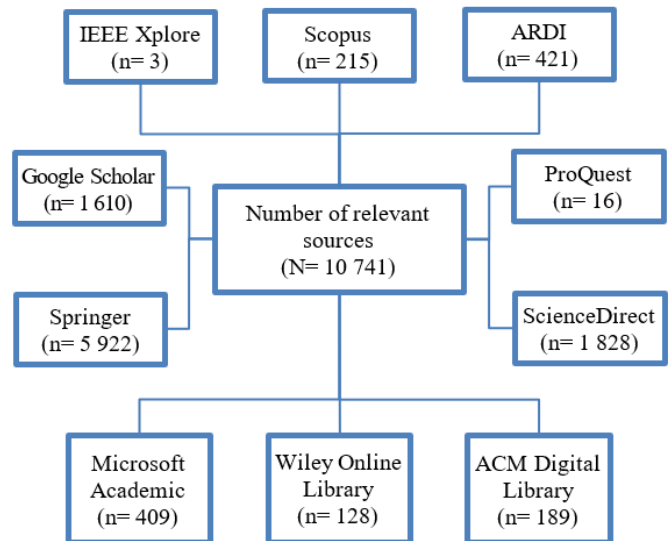 IEEE Xplore
(n= 3)
Scopus
(n= 215)
ARDI
(n= 421)
Google Scholar
(n= 1 610)
Number of relevant
sources
(N= 10 741)
ProQuest
(n= 16)
Springer
(n= 5 922)
ScienceDirect
(n= 1 828)
Microsoft
Academic
(n= 409)
Wiley Online
Library
(n= 128)
ACM Digital
Library
(n= 189)